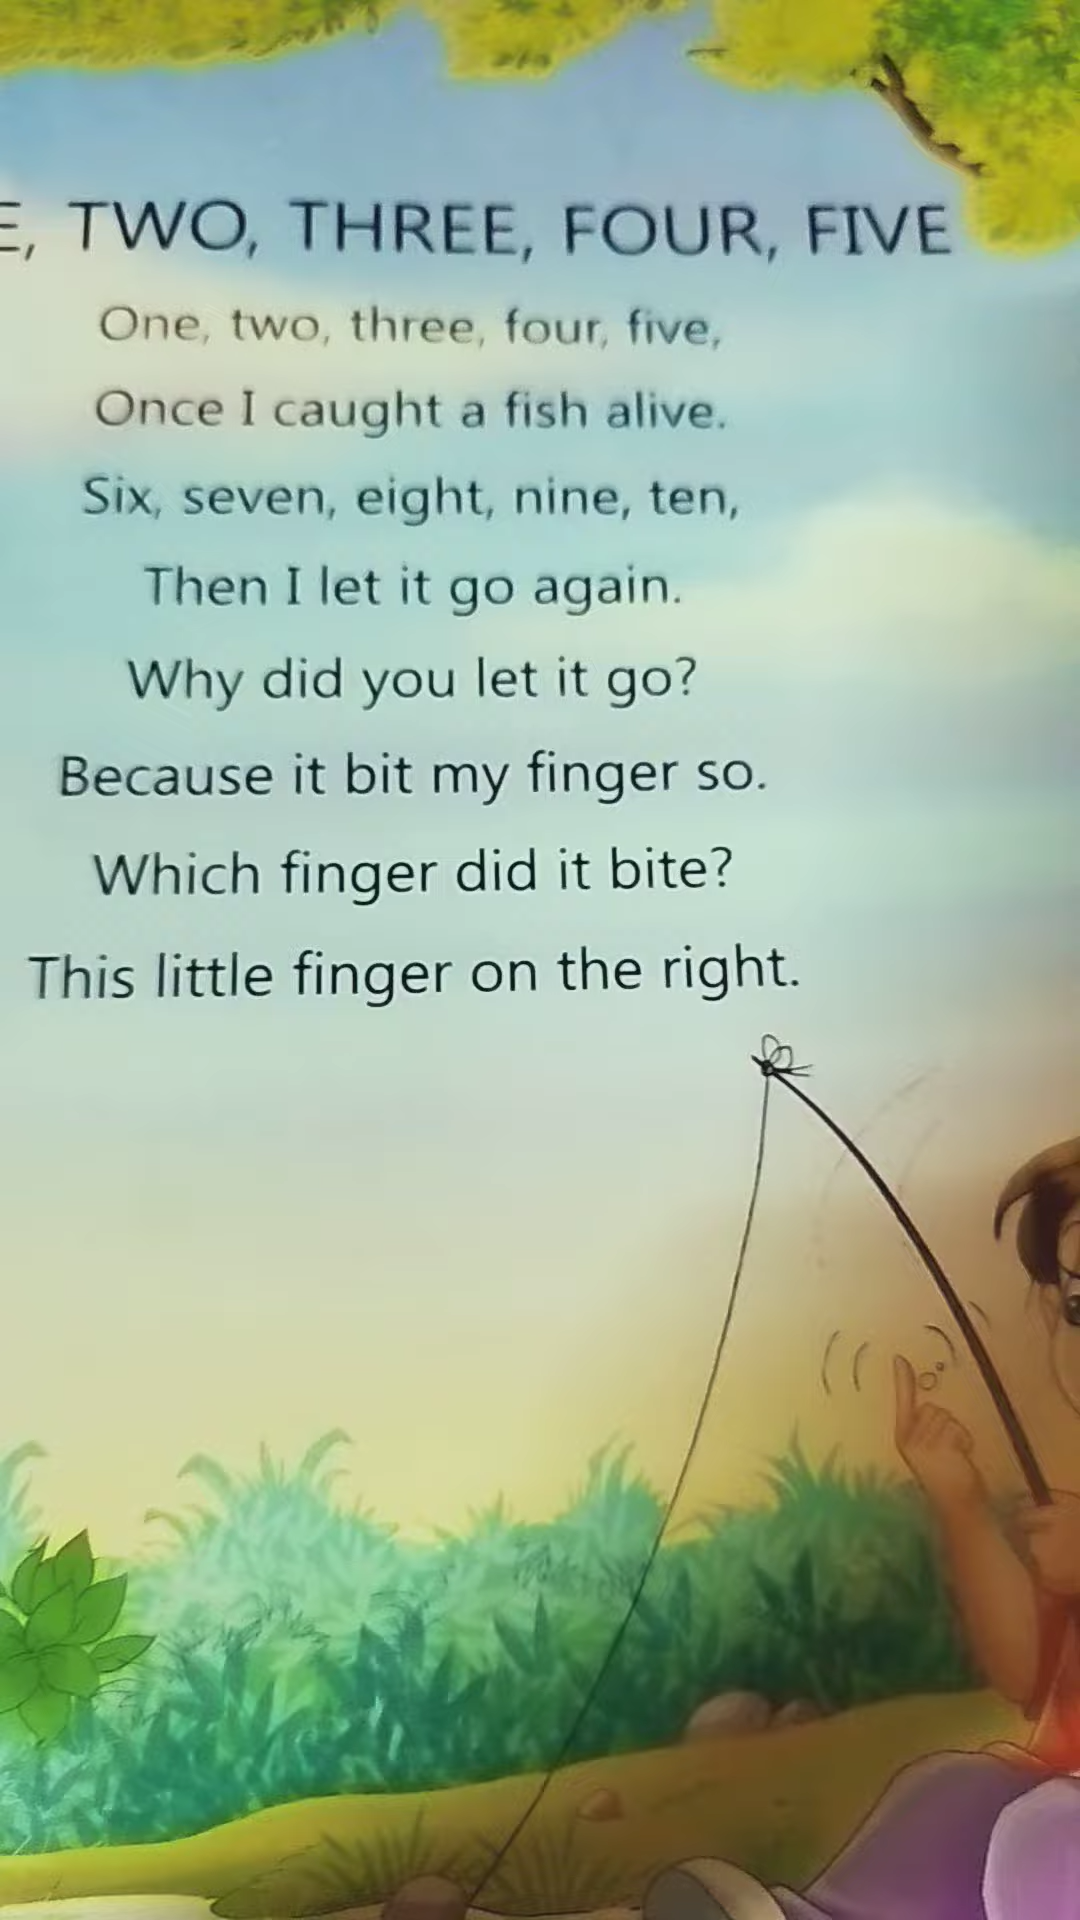 E, TWO, THREE, FOUR, FIVE
One, two, three, four, five,
Once I caught a fish alive.
Six, seven, eight, nine, ten,
Then I let it go again.
Why did you let it go?
Because it bit my finger so.
Which finger did it bite?
This little finger on the right.